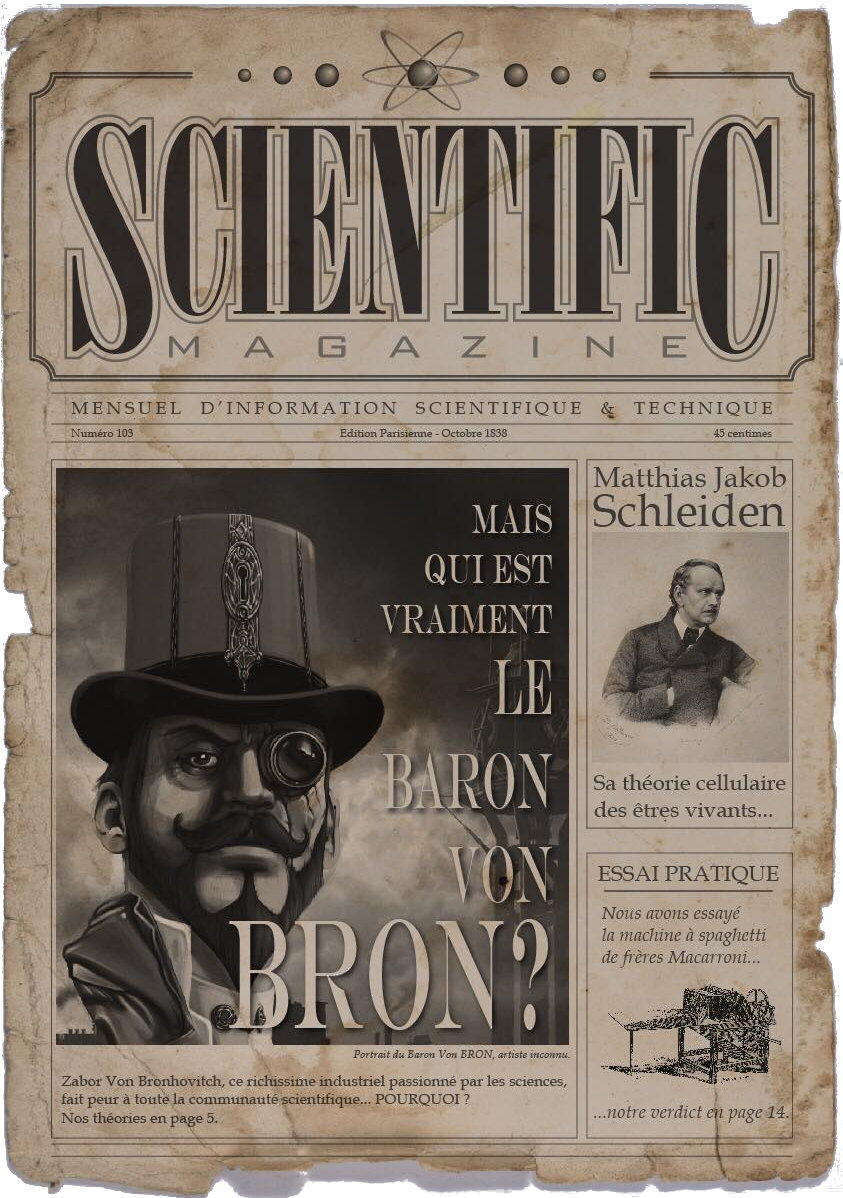 SCIENTIFIC
MAGAZINE
MENSUEL D'INFORMATION SCIENTIFIQUE & TECHNIQUE
Numéro 103 Edition Parisienne - Octobre 1838 45 centimes
MAIS
QUI EST
VRAIMENT
LE
BARON
VON
BRON?
Portrait du Baron Von BRON, artiste inconnu.
Zabor Von Bronhovitch, ce richissime industriel passionné par les sciences,
fait peur à toute la communauté scientifique... POURQUOI ?
Nos théories en page 5.
Matthias Jakob
Schleiden
Sa théorie cellulaire
des êtres vivants...
ESSAI PRATIQUE
Nous avons essayé
la machine à spaghetti
de frères Macarroni...
...notre verdict en page 14.